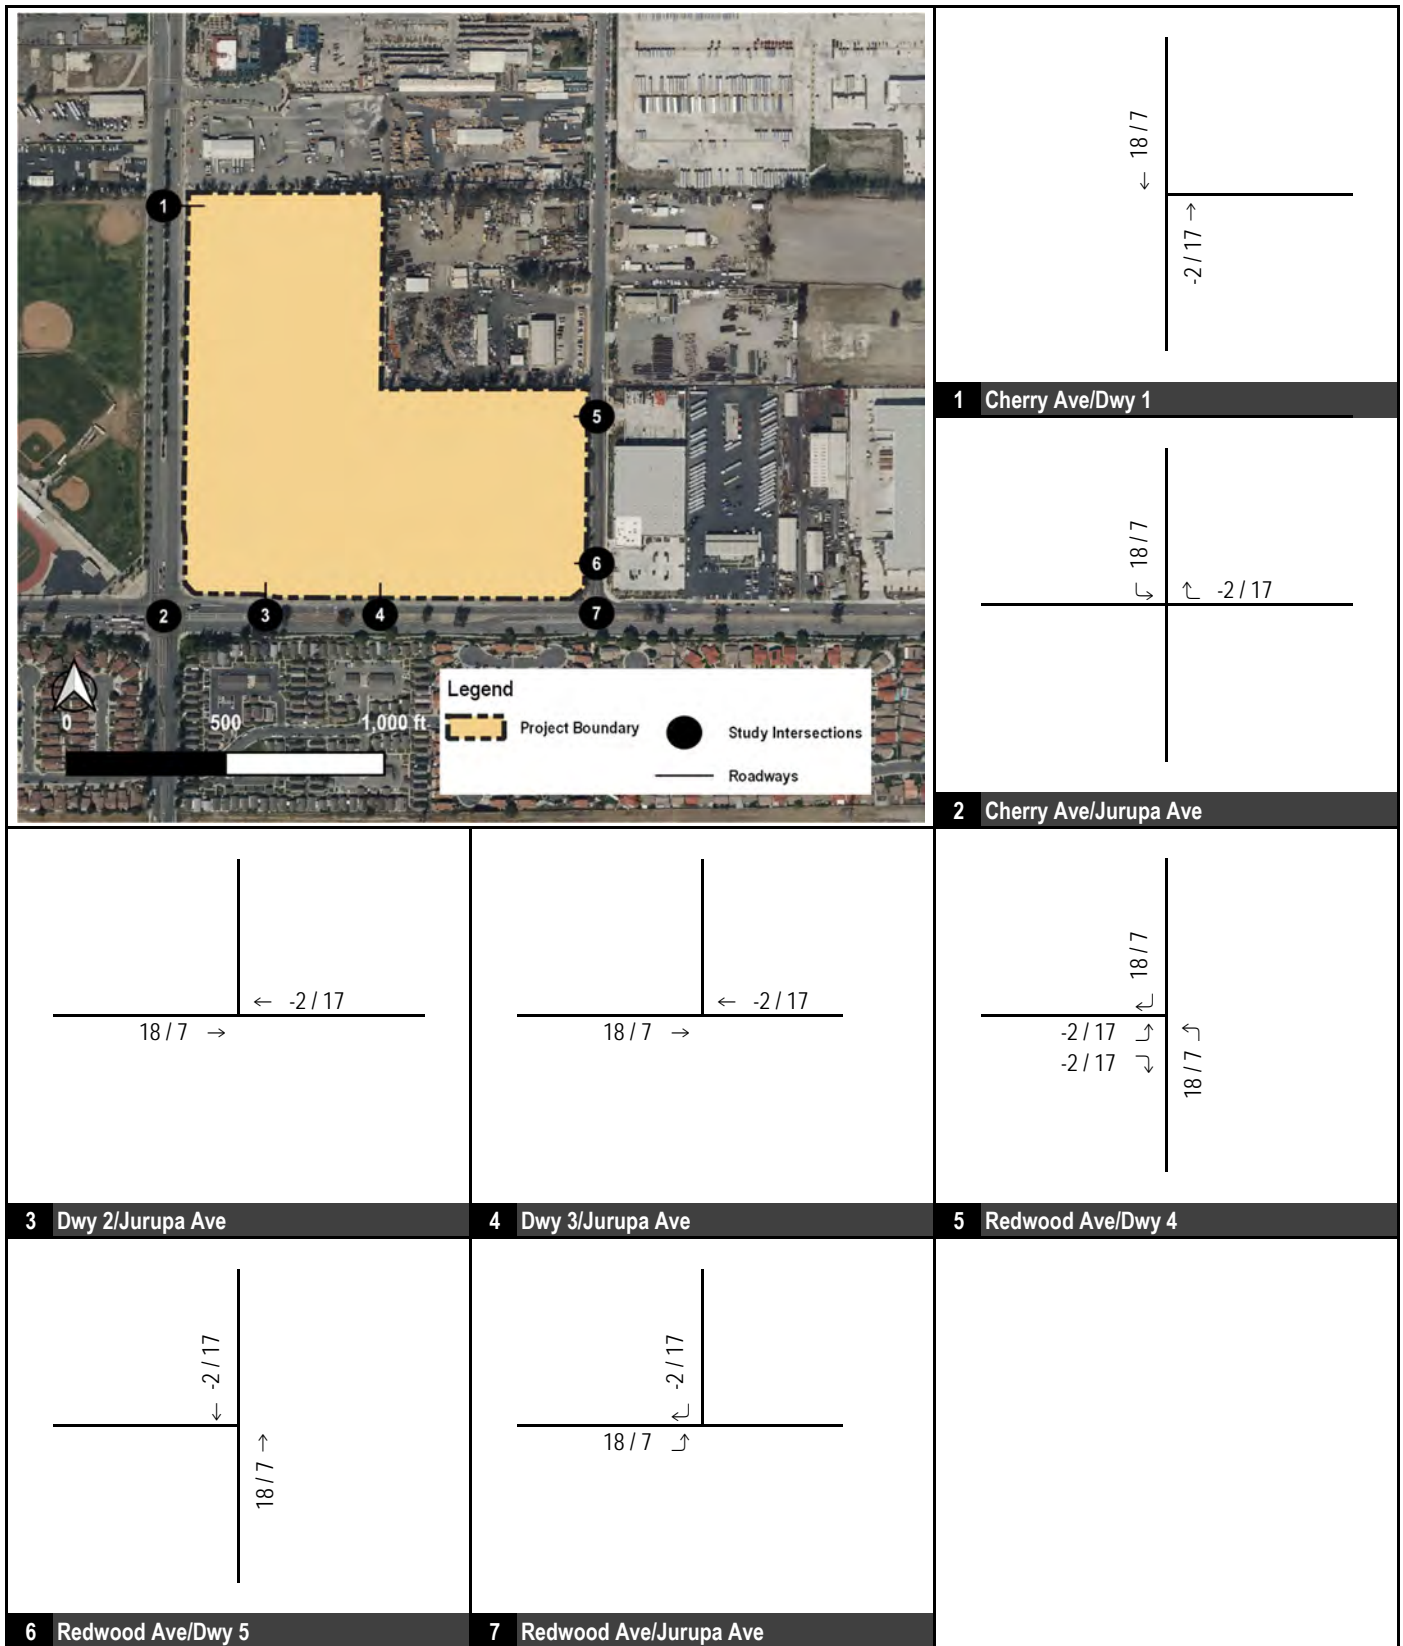 1
5
6
2
3
4
7
0 500 1,000 ft
Legend
Project Boundary
Study Intersections
Roadways
← 18 / 7
-2 / 17 →
1 Cherry Ave/Dwy 1
18 / 7
-2 / 17
2 Cherry Ave/Jurupa Ave
← -2 / 17
18 / 7 →
3 Dwy 2/Jurupa Ave
← -2 / 17
18 / 7 →
4 Dwy 3/Jurupa Ave
18 / 7
-2 / 17
-2 / 17
18 / 7
5 Redwood Ave/Dwy 4
← -2 / 17
18 / 7 →
6 Redwood Ave/Dwy 5
-2 / 17
18 / 7
7 Redwood Ave/Jurupa Ave